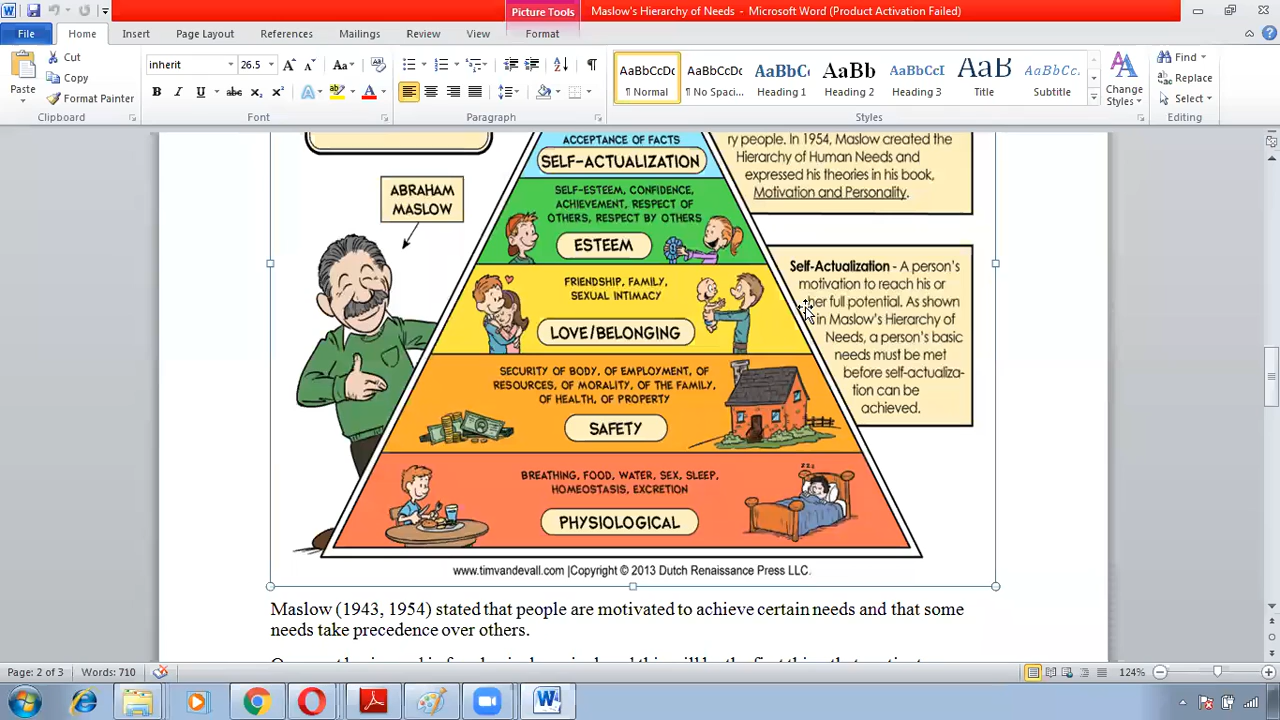 Picture Tools
Maslow's Hierarchy of Needs - Microsoft Word (Product Activation Failed)
File Home Insert Page Layout References Mailings Review View Format
Cut
Copy
Format Painter
Paste
Clipboard
inherit 26.5
Font
Paragraph
AaBbCcDc AaBbCcDc AaBbC AaBbCc AaBbCcI AaB AaBbCc.
¶ Normal ¶ No Spaci... Heading 1 Heading 2 Heading 3 Title Subtitle
Change Styles
Styles
Find
Replace
Select
Editing
ACCEPTANCE OF FACTS
SELF-ACTUALIZATION
SELF-ESTEEM, CONFIDENCE,
ACHIEVEMENT, RESPECT OF
OTHERS, RESPECT BY OTHERS
ESTEEM
FRIENDSHIP, FAMILY,
SEXUAL INTIMACY
LOVE/BELONGING
SECURITY OF BODY, OF EMPLOYMENT, OF
RESOURCES, OF MORALITY, OF THE FAMILY,
OF HEALTH, OF PROPERTY
SAFETY
BREATHING, FOOD, WATER, SEX, SLEEP,
HOMEOSTASIS, EXCRETION
PHYSIOLOGICAL
ABRAHAM
MASLOW
ry people. In 1954, Maslow created the
Hierarchy of Human Needs and
expressed his theories in his book,
Motivation and Personality.
Self-Actualization - A person's
motivation to reach his or
her full potential. As shown
in Maslow's Hierarchy of
Needs, a person's basic
needs must be met
before self-actualiza-
tion can be
achieved.
zzz
www.timvandevall.com |Copyright © 2013 Dutch Renaissance Press LLC.
Maslow (1943, 1954) stated that people are motivated to achieve certain needs and that some
needs take precedence over others.
Page: 2 of 3 Words: 710 124%